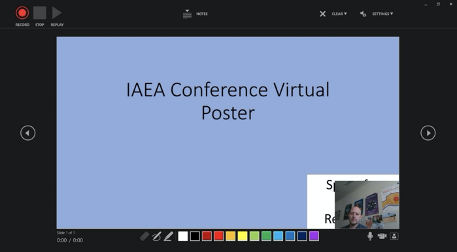 RECORD STOP REPLAY
NOTES
CLEAR
SETTINGS
IAEA Conference Virtual
Poster
Slide 1 of 1
0:00 / 0:00